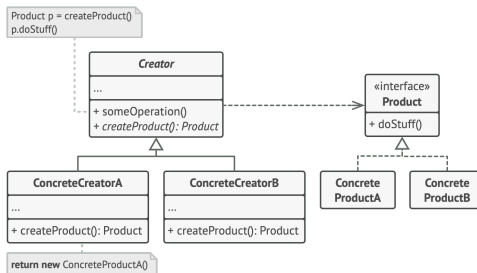 Product p = createProduct()
p.doStuff()
Creator
...
+ someOperation()
+ createProduct(): Product
«interface»
Product
+ doStuff()
ConcreteCreatorA
...
+ createProduct(): Product
ConcreteCreatorB
...
+ createProduct(): Product
Concrete
ProductA
Concrete
ProductB
return new ConcreteProductA()